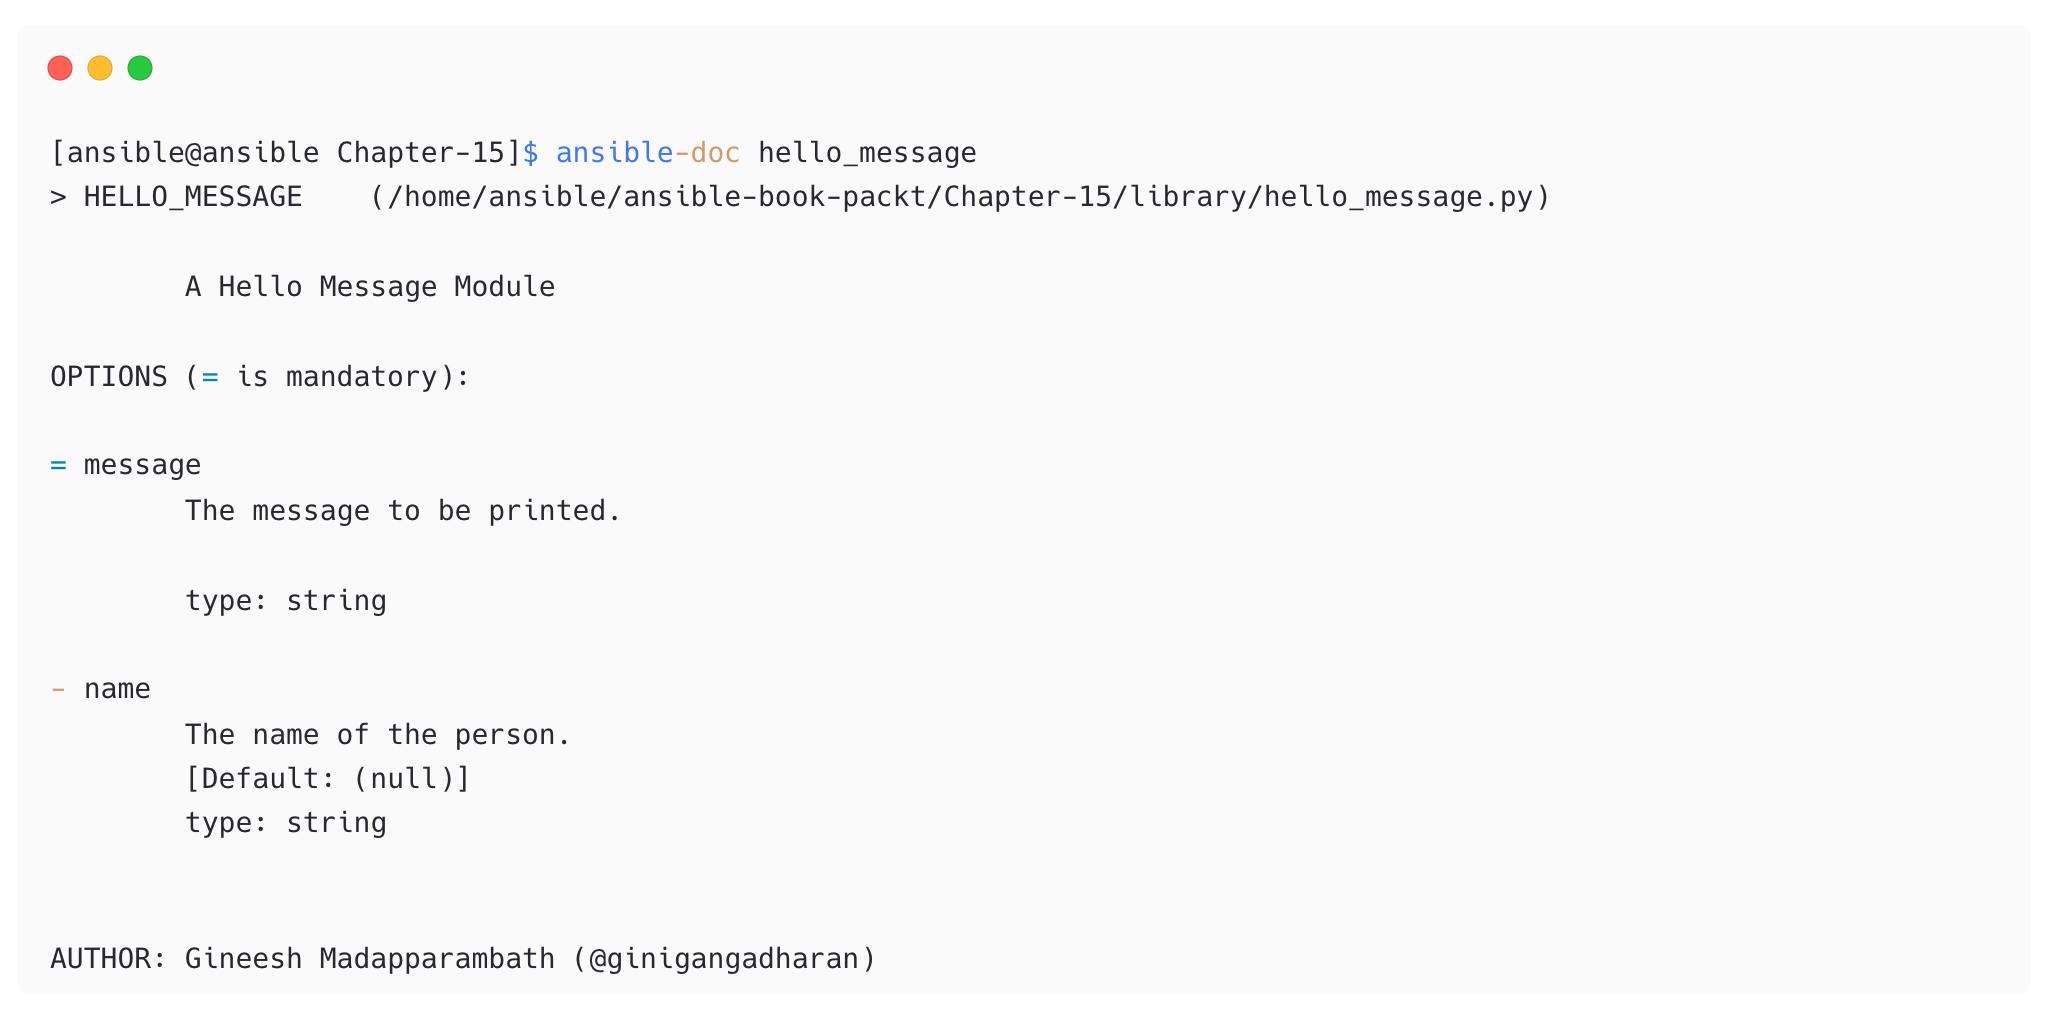 [ansible@ansible Chapter-15]$ ansible-doc hello_message
> HELLO_MESSAGE    (/home/ansible/ansible-book-packt/Chapter-15/library/hello_message.py)
A Hello Message Module
OPTIONS (= is mandatory):
= message
The message to be printed.
type: string
- name
The name of the person.
[Default: (null)]
type: string
AUTHOR: Gineesh Madapparambath (@ginigangadharan)